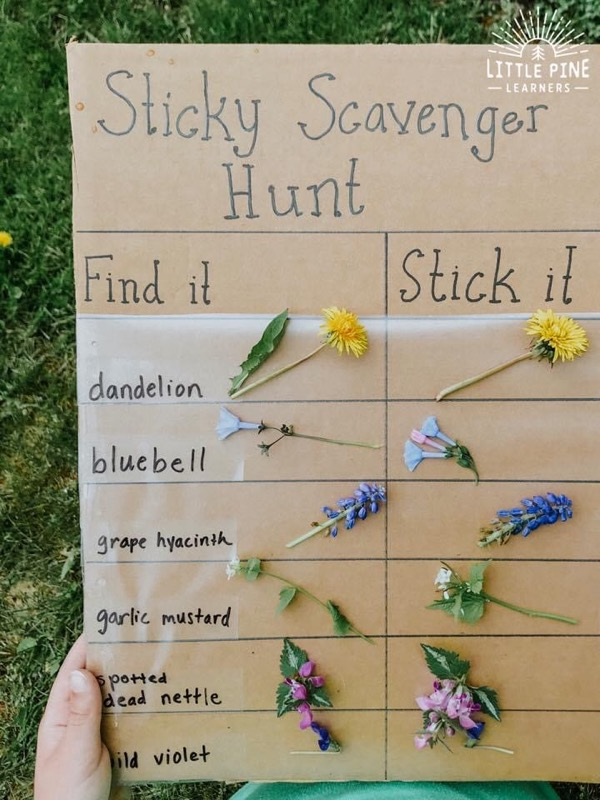 LITTLE PINE
LEARNERS
Sticky Scavenger
Hunt
Find it
Stick it
dandelion
bluebell
grape hyacinth
garlic mustard
spotted
dead nettle
ild violet